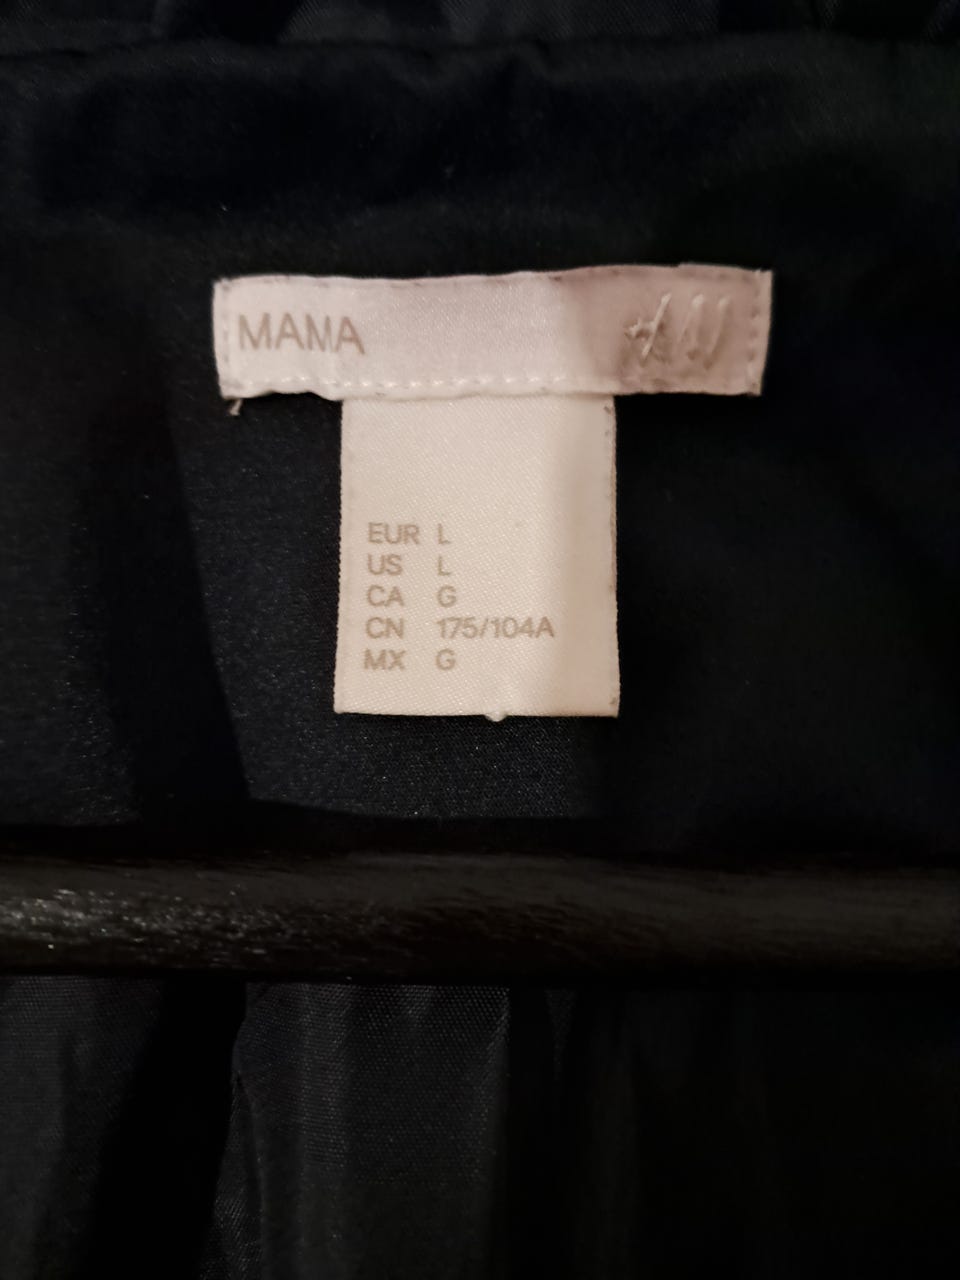 MAMA H&M
EUR L
US L
CA G
CN 175/104A
MX G